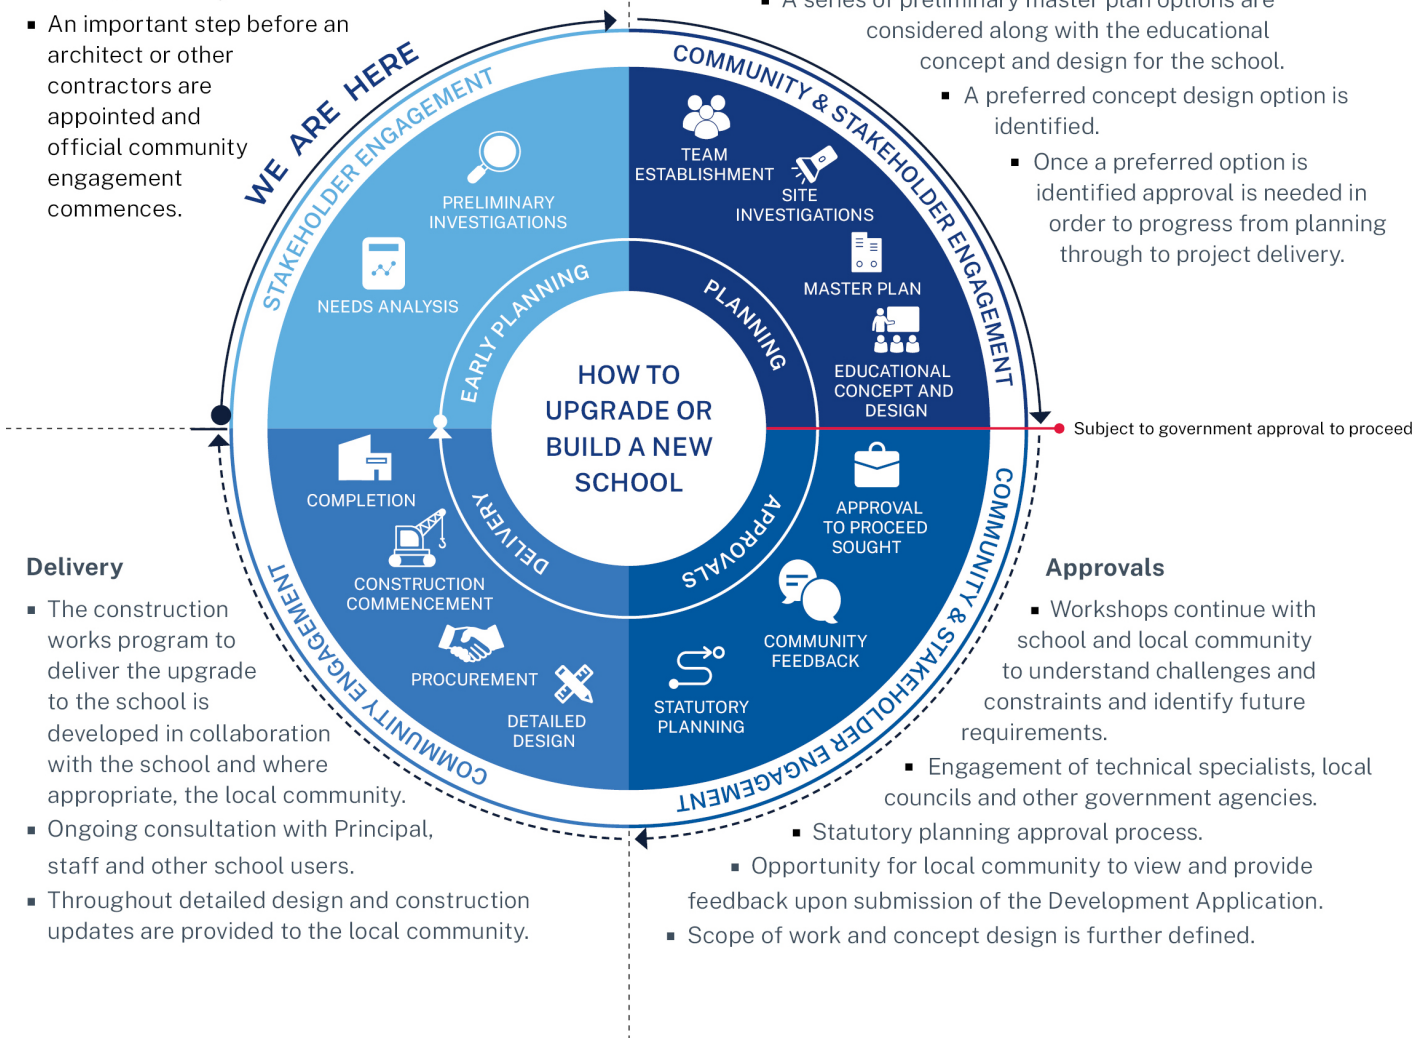 ▪ An important step before an
architect or other
contractors are
appointed and
official community
engagement
commences.
▪ A series of preliminary master plan options are
considered along with the educational
concept and design for the school.
▪ A preferred concept design option is
identified.
▪ Once a preferred option is
identified approval is needed in
order to progress from planning
through to project delivery.
WE ARE HERE
STAKEHOLDER ENGAGEMENT
PRELIMINARY
INVESTIGATIONS
NEEDS ANALYSIS
EARLY PLANNING
COMMUNITY & STAKEHOLDER ENGAGEMENT
TEAM
ESTABLISHMENT
SITE
INVESTIGATIONS
MASTER PLAN
EDUCATIONAL
CONCEPT AND
DESIGN
PLANNING
HOW TO
UPGRADE OR
BUILD A NEW
SCHOOL
Subject to government approval to proceed
APPROVALS
APPROVAL
TO PROCEED
SOUGHT
COMMUNITY
FEEDBACK
STATUTORY
PLANNING
COMMUNITY & STAKEHOLDER ENGAGEMENT
DELIVERY
COMPLETION
CONSTRUCTION
COMMENCEMENT
PROCUREMENT
DETAILED
DESIGN
COMMUNITY ENGAGEMENT
Delivery
▪ The construction
works program to
deliver the upgrade
to the school is
developed in collaboration
with the school and where
appropriate, the local community.
▪ Ongoing consultation with Principal,
staff and other school users.
▪ Throughout detailed design and construction
updates are provided to the local community.
Approvals
▪ Workshops continue with
school and local community
to understand challenges and
constraints and identify future
requirements.
▪ Engagement of technical specialists, local
councils and other government agencies.
▪ Statutory planning approval process.
▪ Opportunity for local community to view and provide
feedback upon submission of the Development Application.
▪ Scope of work and concept design is further defined.